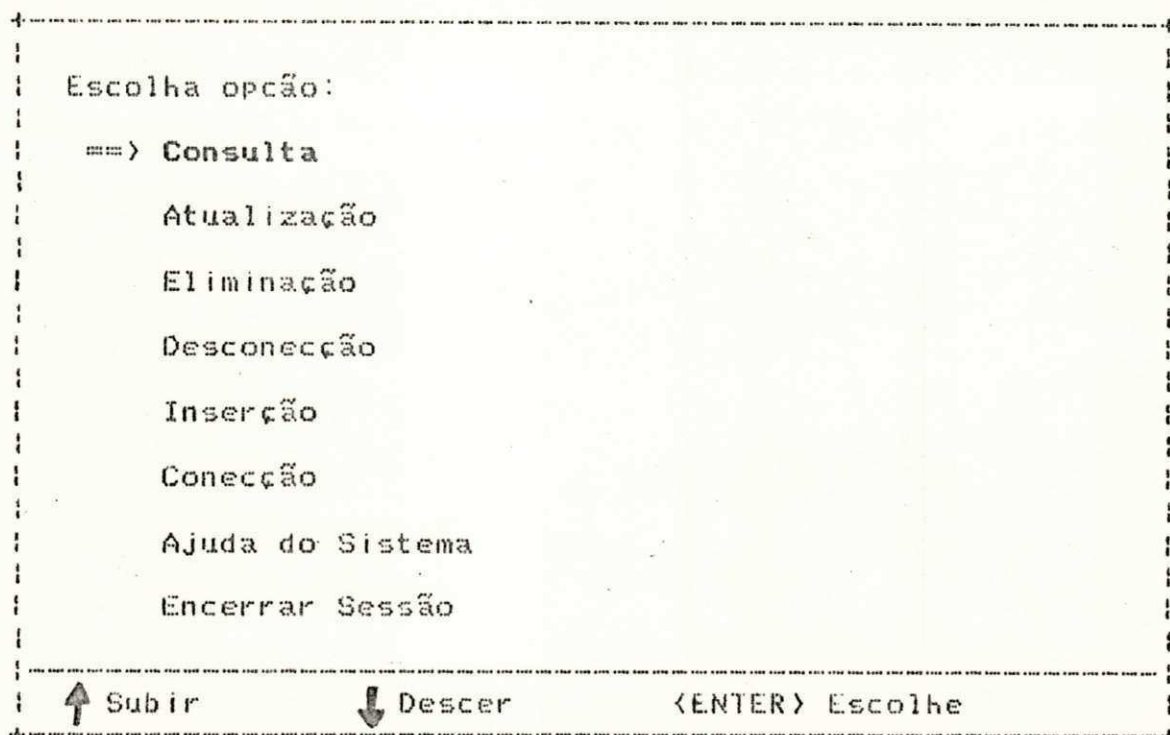 Escolha opcão:
==> Consulta
Atualização
Eliminação
Desconecção
Inserção
Conecção
Ajuda do Sistema
Encerrar Sessão
↑ Subir ↓ Descer <ENTER> Escolhe